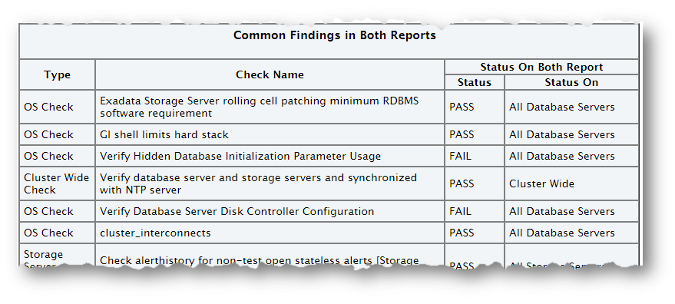 Common Findings in Both Reports
Type
Check Name
Status On Both Report
Status
Status On
OS Check
Exadata Storage Server rolling cell patching minimum RDBMS
software requirement
PASS
All Database Servers
OS Check
GI shell limits hard stack
PASS
All Database Servers
OS Check
Verify Hidden Database Initialization Parameter Usage
FAIL
All Database Servers
Cluster Wide
Check
Verify database server and storage servers and synchronized
with NTP server
PASS
Cluster Wide
OS Check
Verify Database Server Disk Controller Configuration
FAIL
All Database Servers
OS Check
cluster_interconnects
PASS
All Database Servers
Storage
Server
Check alerthistory for non-test open stateless alerts [Storage
PASS
All Storage Servers